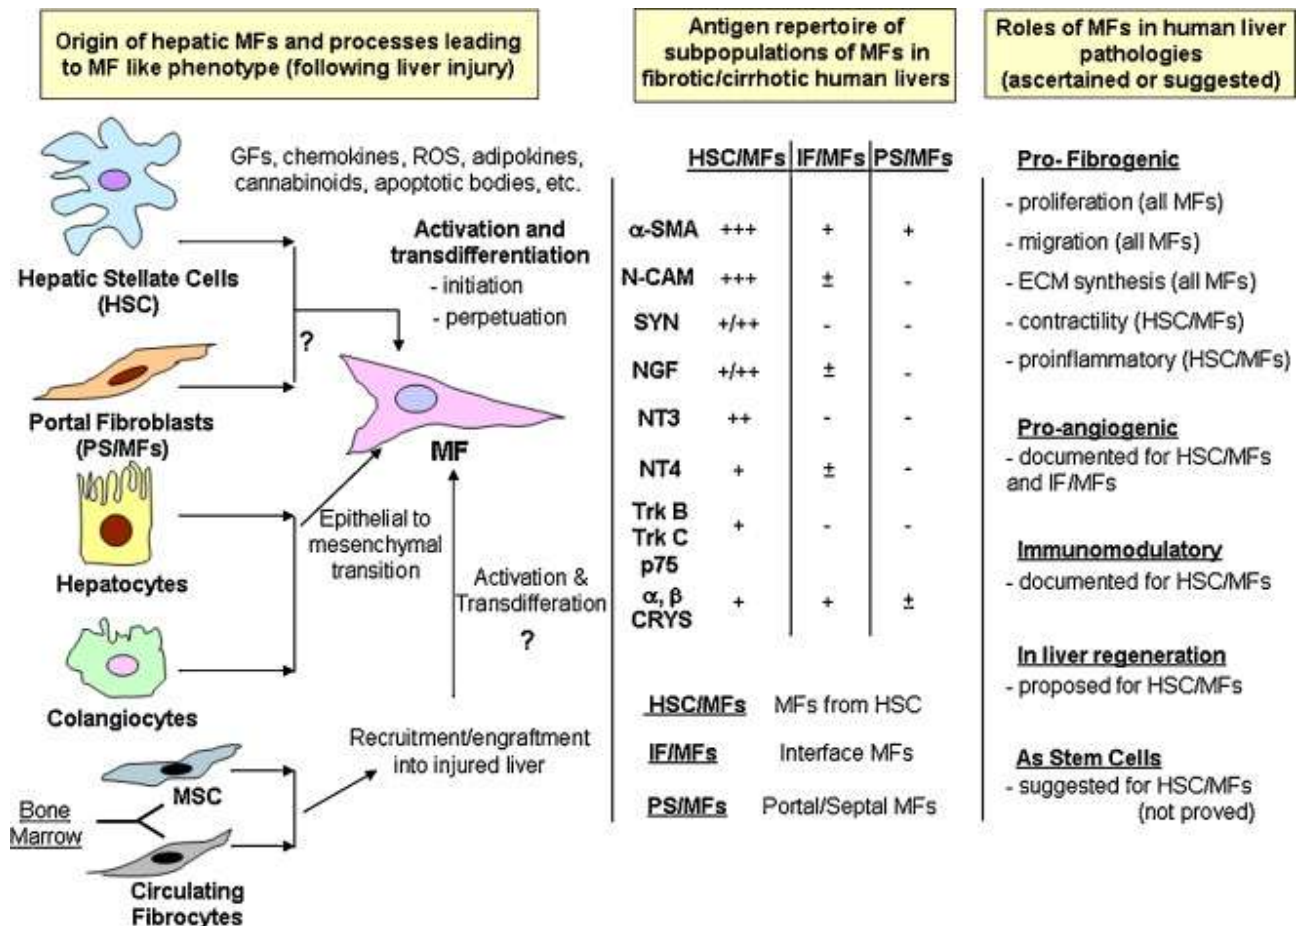 Origin of hepatic MFs and processes leading
to MF like phenotype (following liver injury)
GFs, chemokines, ROS, adipokines,
cannabinoids, apoptotic bodies, etc.
Activation and
transdifferentiation
- initiation
- perpetuation
Hepatic Stellate Cells
(HSC)
?
Portal Fibroblasts
(PS/MFs)
MF
Hepatocytes
Epithelial to
mesenchymal
transition
Activation &
Transdifferation
?
Colangiocytes
Recruitment/engraftment
into injured liver
MSC
Bone
Marrow
Circulating
Fibrocytes
Antigen repertoire of
subpopulations of MFs in
fibrotic/cirrhotic human livers
HSC/MFs IF/MFs PS/MFs
α-SMA +++ + +
N-CAM +++ ± -
SYN +/++ - -
NGF +/++ ± -
NT3 ++ - -
NT4 + ± -
Trk B
Trk C + - -
p75
α, β + + ±
CRYS
HSC/MFs MFs from HSC
IF/MFs Interface MFs
PS/MFs Portal/Septal MFs
Roles of MFs in human liver
pathologies
(ascertained or suggested)
Pro- Fibrogenic
- proliferation (all MFs)
- migration (all MFs)
- ECM synthesis (all MFs)
- contractility (HSC/MFs)
- proinflammatory (HSC/MFs)
Pro-angiogenic
- documented for HSC/MFs
and IF/MFs
Immunomodulatory
- documented for HSC/MFs
In liver regeneration
- proposed for HSC/MFs
As Stem Cells
- suggested for HSC/MFs
(not proved)